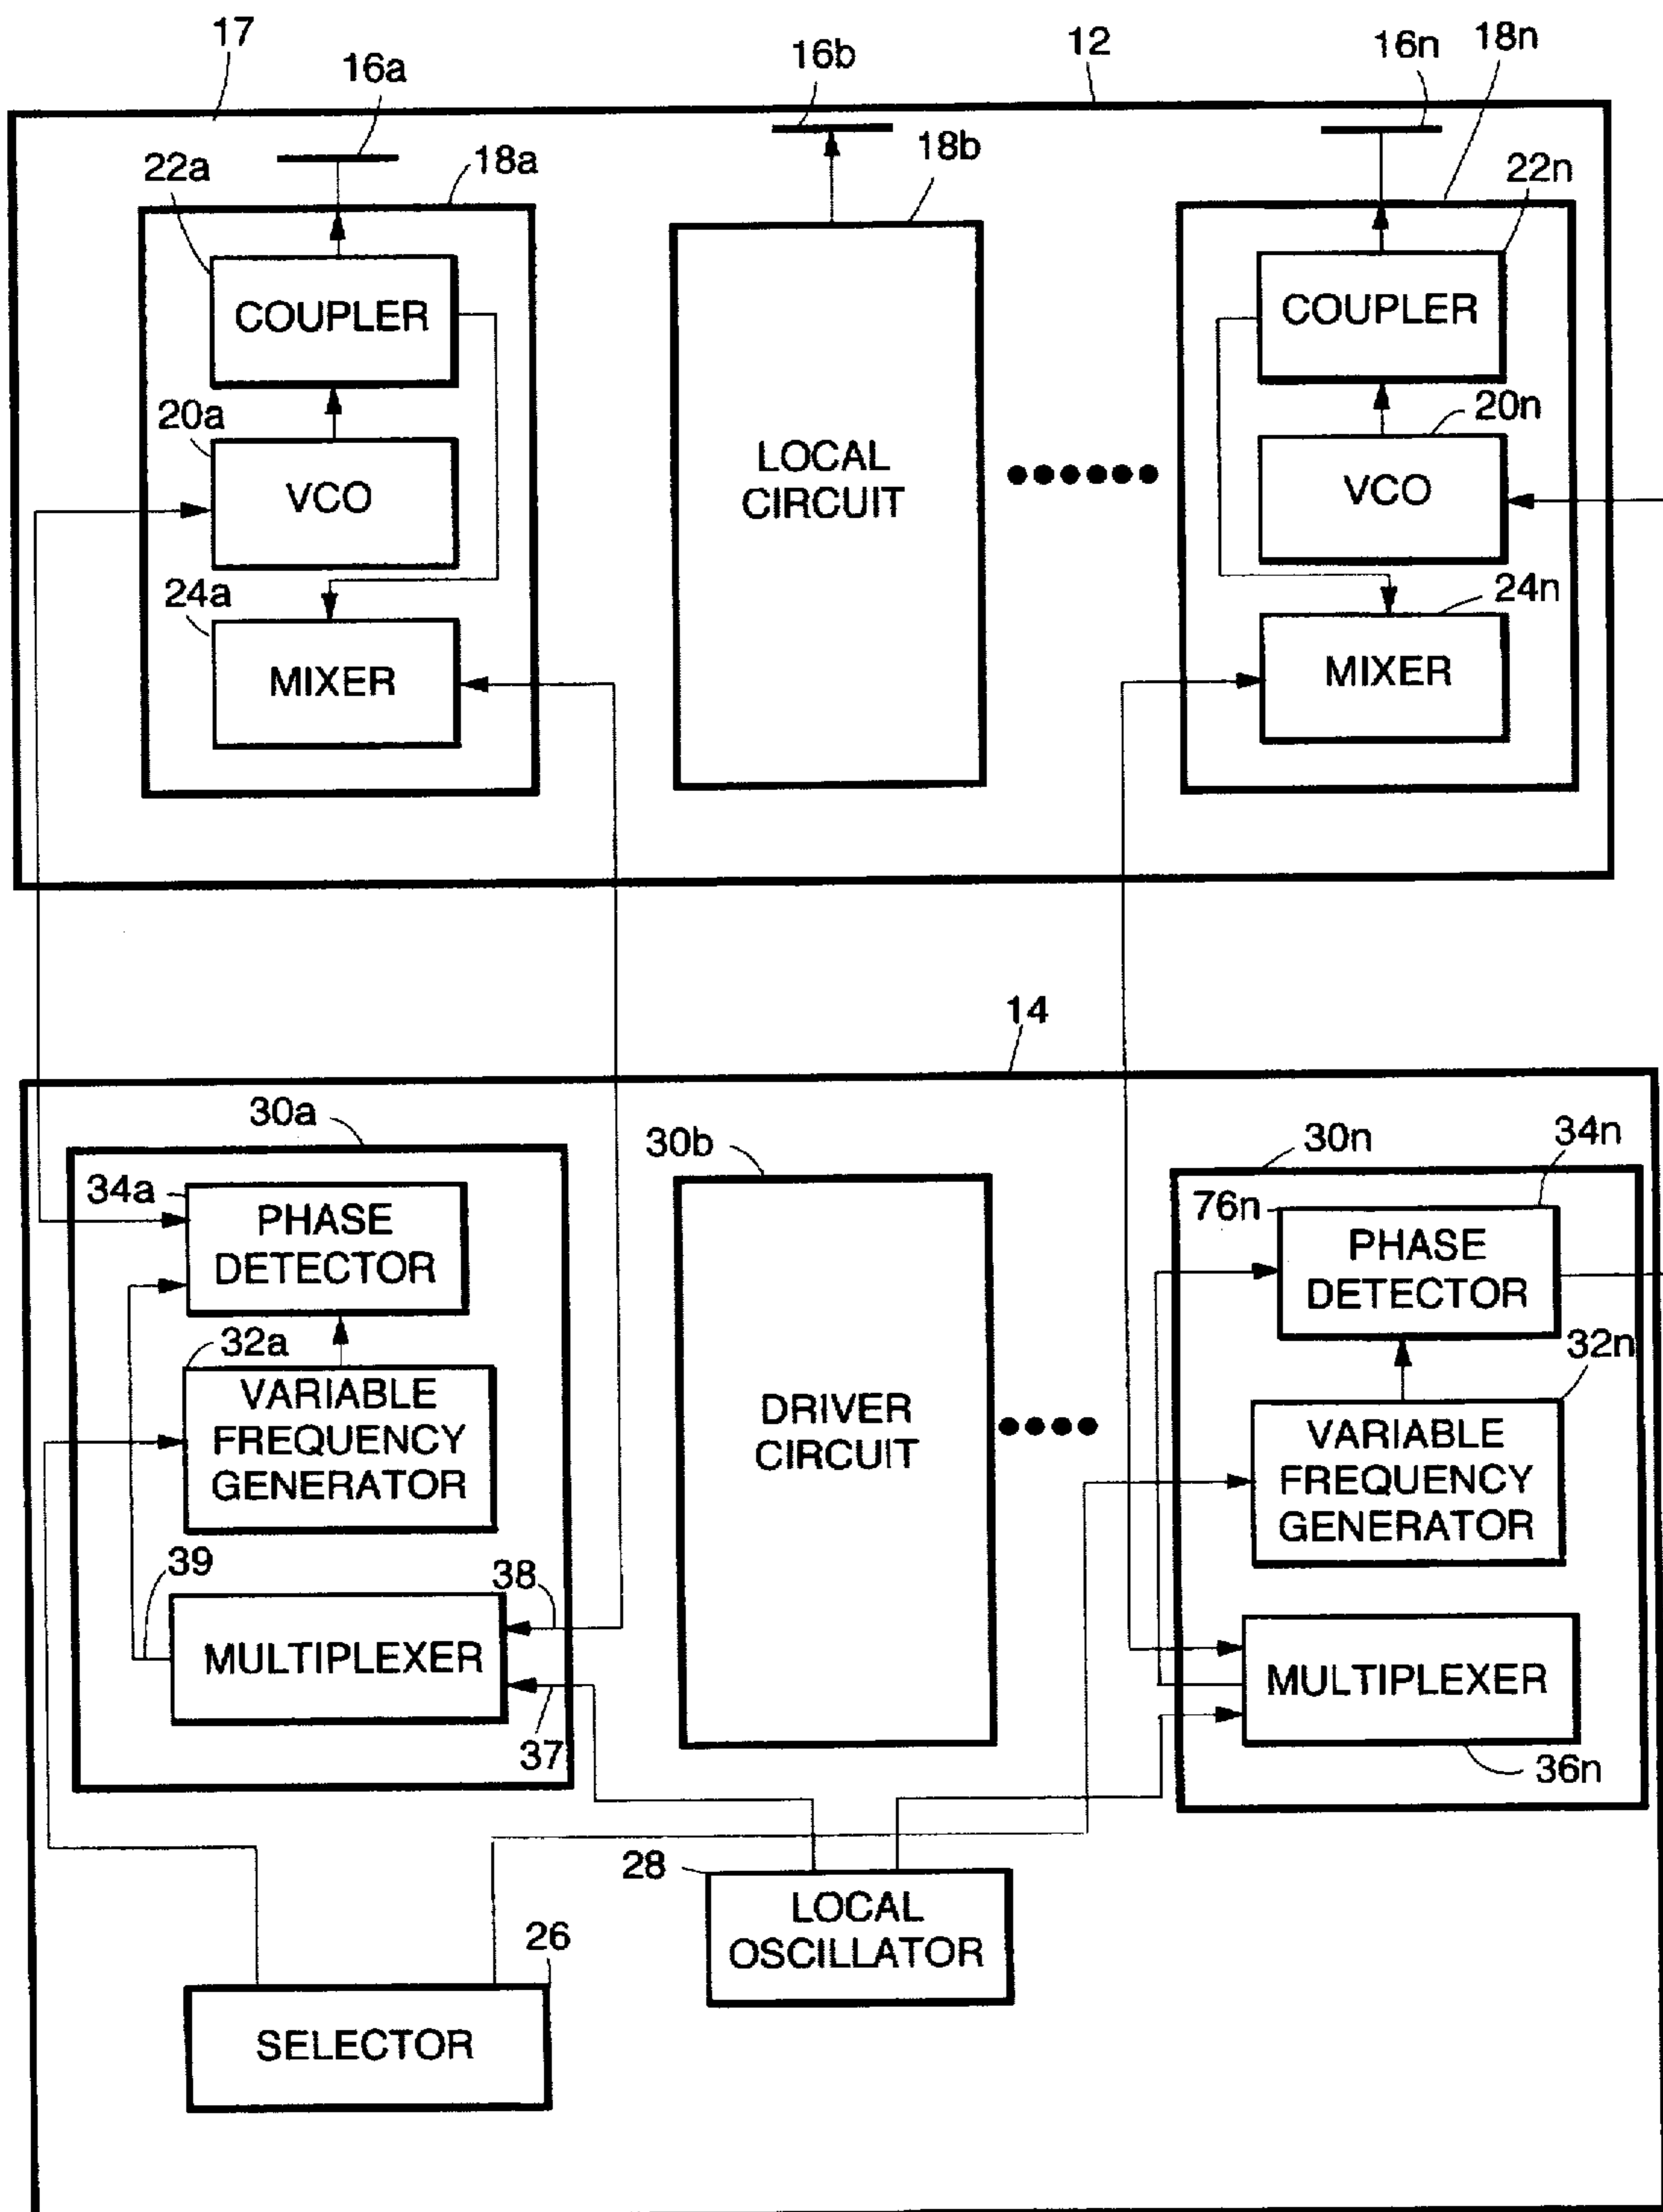 17
16a
16b
12
16n
18n
22a
18a
18b
22n
COUPLER
COUPLER
20a
20n
VCO
LOCAL
CIRCUIT
VCO
24a
24n
MIXER
MIXER
14
30a
30b
30n
34n
34a
76n
PHASE
DETECTOR
PHASE
DETECTOR
32a
32n
VARIABLE
FREQUENCY
GENERATOR
DRIVER
CIRCUIT
VARIABLE
FREQUENCY
GENERATOR
39
38
MULTIPLEXER
MULTIPLEXER
37
36n
28
LOCAL
OSCILLATOR
26
SELECTOR